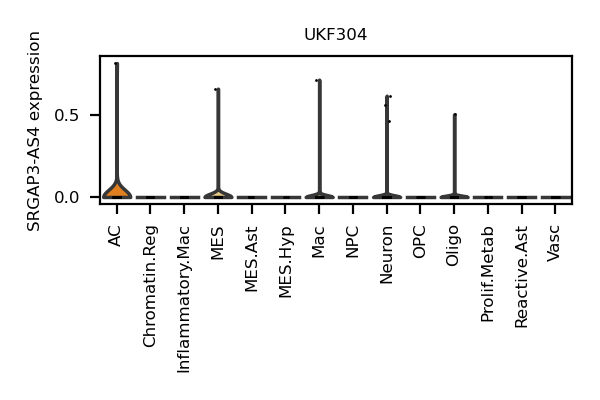 UKF304
SRGAP3-AS4 expression
0.5
0.0
AC
Chromatin.Reg
Inflammatory.Mac
MES
MES.Ast
MES.Hyp
Mac
NPC
Neuron
OPC
Oligo
Prolif.Metab
Reactive.Ast
Vasc